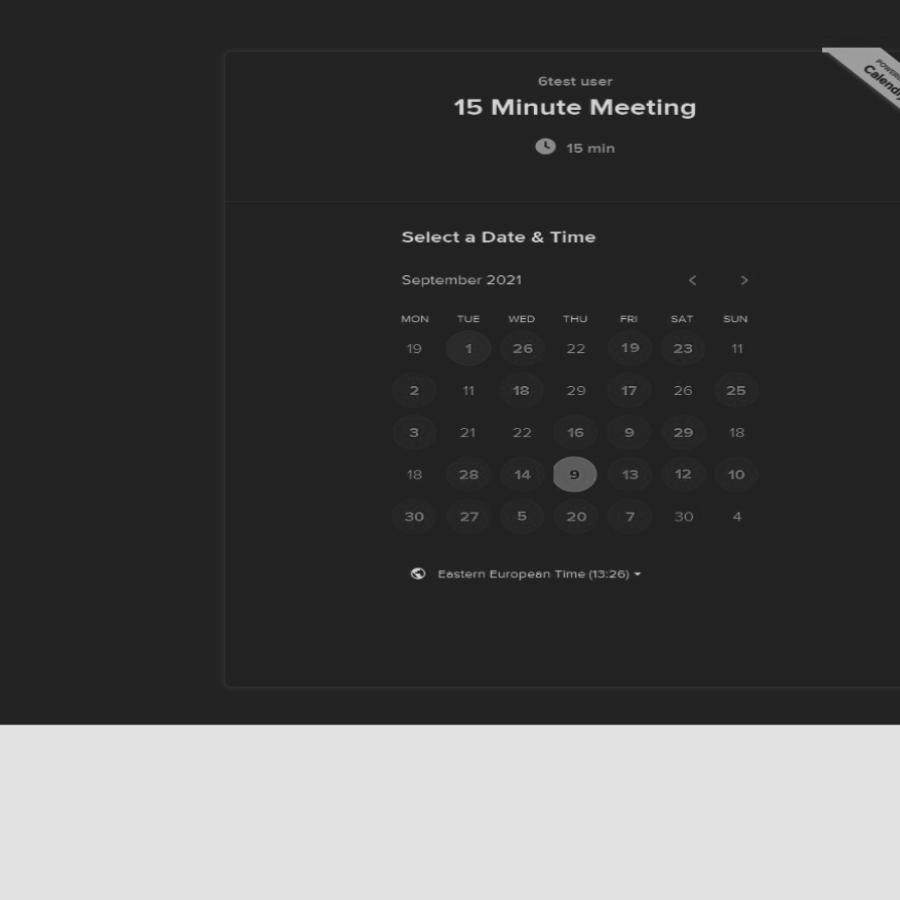 6test user
15 Minute Meeting
15 min
Select a Date & Time
September 2021
MON TUE WED THU FRI SAT SUN
19 1 26 22 19 23 11
2 11 18 29 17 26 25
3 21 22 16 9 29 18
18 28 14 9 13 12 10
30 27 5 20 7 30 4
Eastern European Time (13:26)